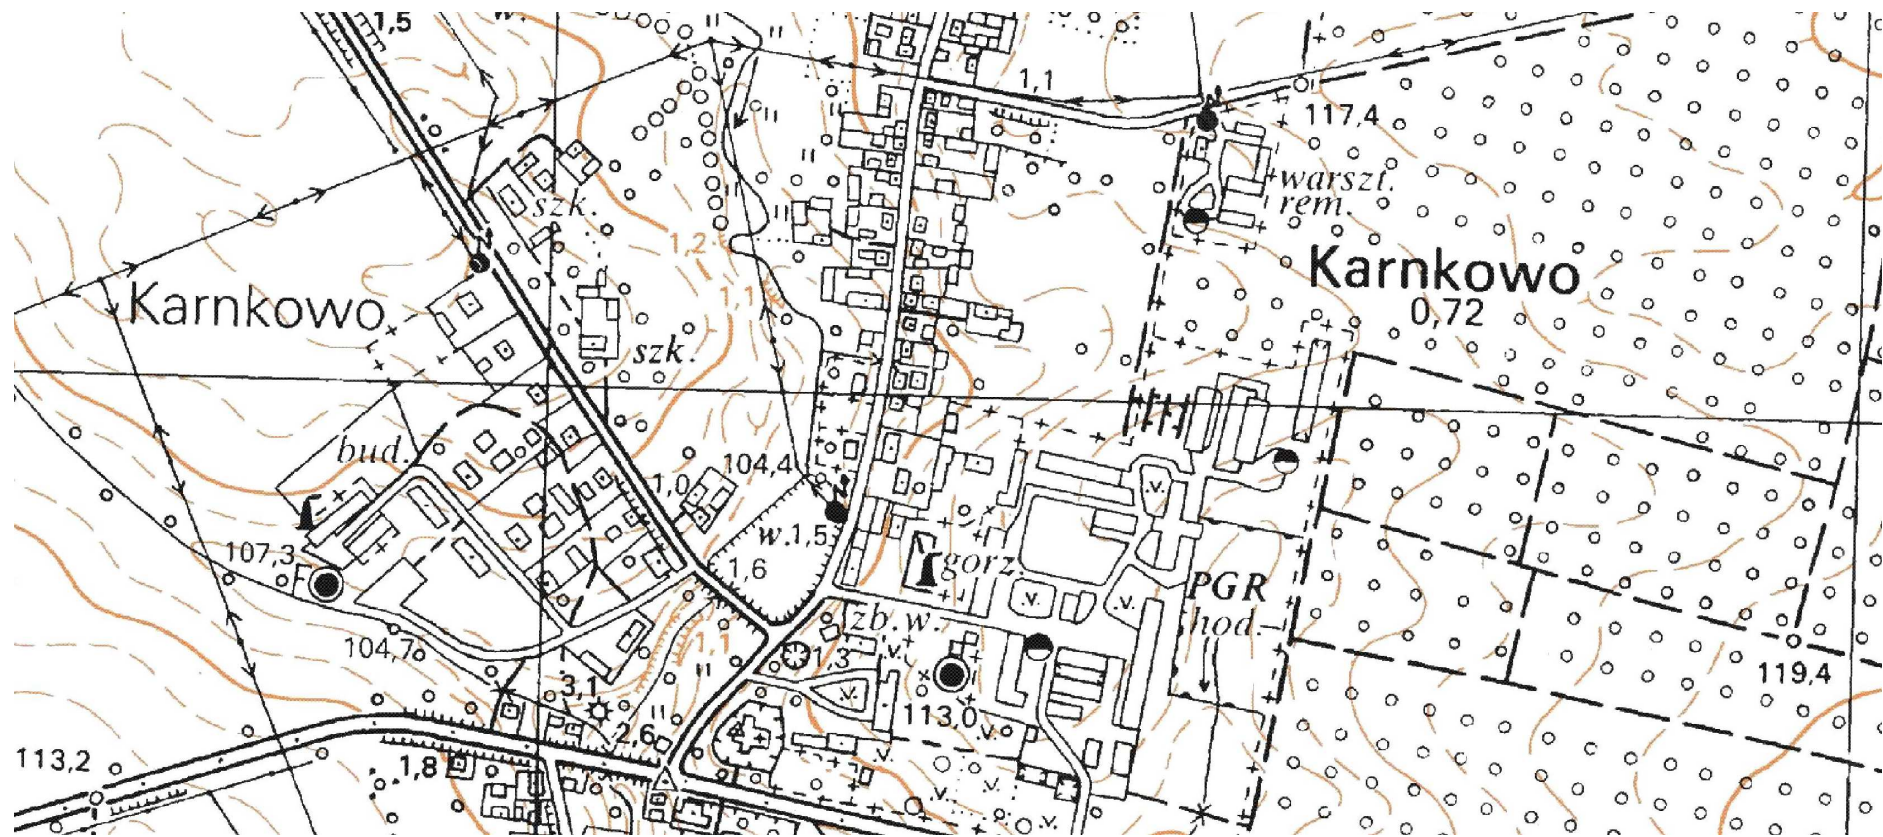 1,5
w.
1,1
117,4
warszt.
rem.
szk.
1,2
1,1
Karnkowo
Karnkowo
0,72
szk.
bud.
104,4
1,0
w.1,5
107,3
1,6
gorz.
PGR
hod.
zb.w.
104,7
1,1
1,3
3,1
119,4
113,0
2,6
113,2
1,8